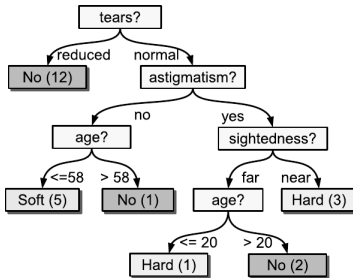 tears?
reduced normal
No (12) astigmatism?
no yes
age? sightedness?
<=58 > 58 far near
Soft (5) No (1) age? Hard (3)
<= 20 > 20
Hard (1) No (2)